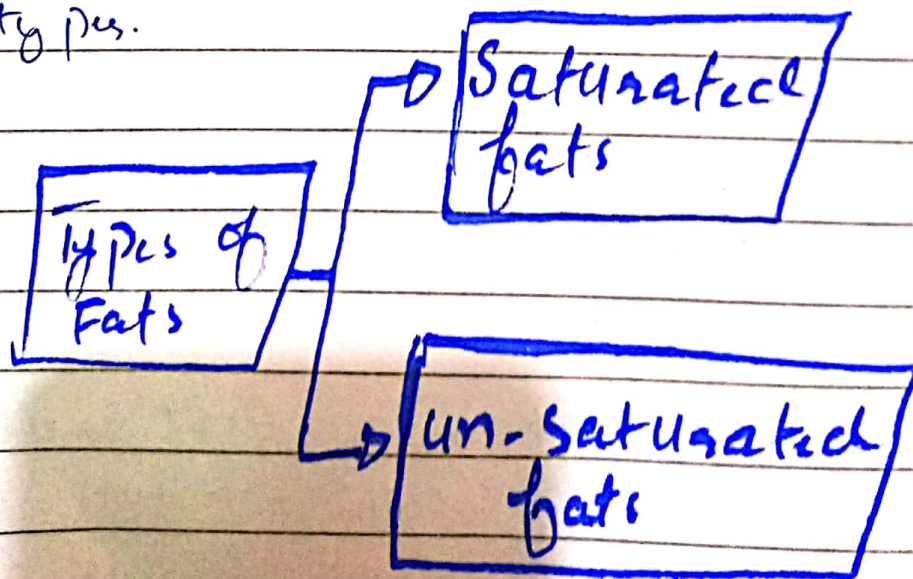 types.
Saturated
fats
Types of
Fats
un-saturated
fats